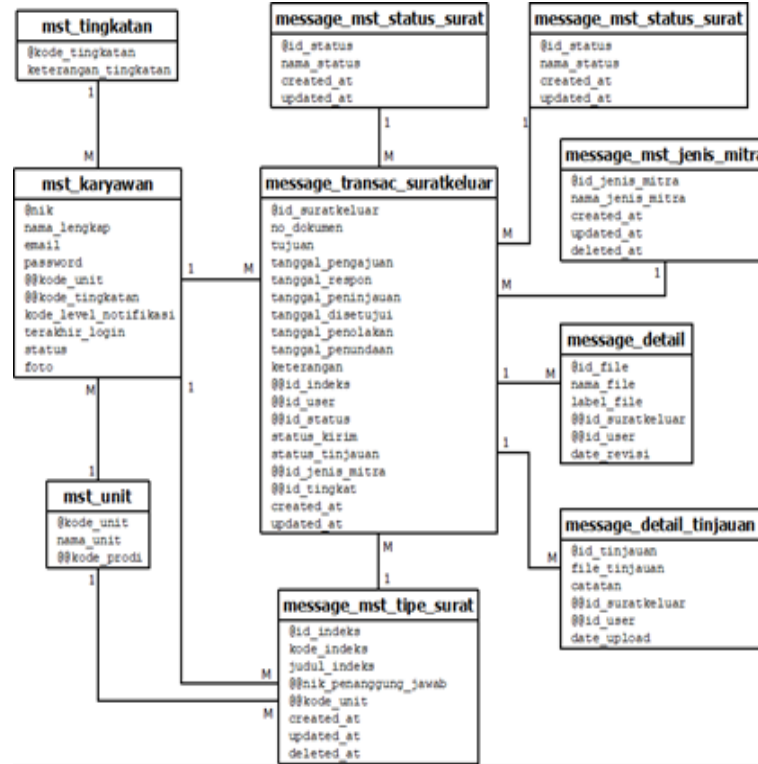 mst_tingkatan
@kode_tingkatan
keterangan_tingkatan
1
M
message_mst_status_surat
@id_status
nama_status
created_at
updated_at
1
M
message_mst_status_surat
@id_status
nama_status
created_at
updated_at
1
M
message_mst_jenis_mitra
@id_jenis_mitra
nama_jenis_mitra
created_at
updated_at
deleted_at
1
M
mst_karyawan
@nik
nama_lengkap
email
password
@@kode_unit
@@kode_tingkatan
kode_level_notifikasi
terakhir_login
status
foto
1
M
M
1
1
message_transac_suratkeluar
@id_suratkeluar
no_dokumen
tujuan
tanggal_pengajuan
tanggal_respon
tanggal_peninjauan
tanggal_disetujui
tanggal_penolakan
tanggal_penundaan
keterangan
@@id_indeks
@@id_user
@@id_status
status_kirim
status_tinjauan
@@id_jenis_mitra
@@id_tingkat
created_at
updated_at
1
M
message_detail
@id_file
nama_file
label_file
@@id_suratkeluar
@@id_user
date_revisi
1
M
message_detail_tinjauan
@id_tinjauan
file_tinjauan
catatan
@@id_suratkeluar
@@id_user
date_upload
mst_unit
@kode_unit
nama_unit
@@kode_prodi
1
M
1
message_mst_tipe_surat
@id_indeks
kode_indeks
judul_indeks
@@nik_penanggung_jawab
@@kode_unit
created_at
updated_at
deleted_at
M
M